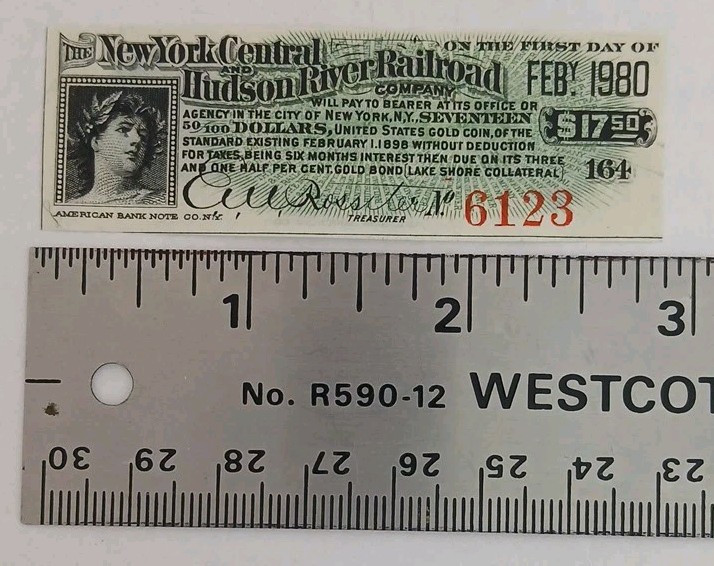 THE New York Central
AND
Hudson River Railroad
COMPANY
ON THE FIRST DAY OF
FEBY. 1980
WILL PAY TO BEARER AT ITS OFFICE OR
AGENCY IN THE CITY OF NEW YORK, N.Y., SEVENTEEN
50/100 DOLLARS, UNITED STATES GOLD COIN, OF THE
STANDARD EXISTING FEBRUARY 1. 1898 WITHOUT DEDUCTION
FOR TAXES, BEING SIX MONTHS INTEREST THEN DUE ON ITS THREE
AND ONE HALF PER CENT. GOLD BOND (LAKE SHORE COLLATERAL)
$17 50
164
E W Rossiter
TREASURER
No 6123
AMERICAN BANK NOTE CO. N.Y.
1 2 3
No. R590-12 WESTCOT
30 29 28 27 26 25 24 23